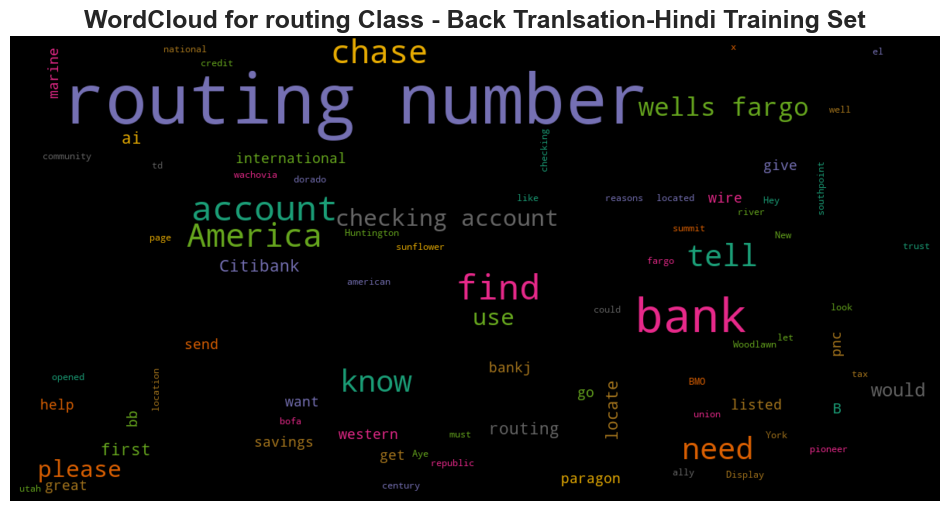 WordCloud for routing Class - Back Tranlsation-Hindi Training Set
marine
national
credit
chase
x
el
routing number
wells fargo
well
ai
community
td
international
wachovia
dorado
checking
give
southpoint
account
checking account
like
reasons
located
wire
Hey
river
America
page
Huntington
sunflower
summit
New
trust
Citibank
american
fargo
tell
find
use
could
bank
look
send
Woodlawn
let
pnc
opened
location
know
bankj
go
locate
BMO
tax
would
help
bb
want
bofa
union
listed
B
first
savings
western
must
routing
York
pioneer
please
get
Aye
republic
need
ally
Display
utah
great
century
paragon